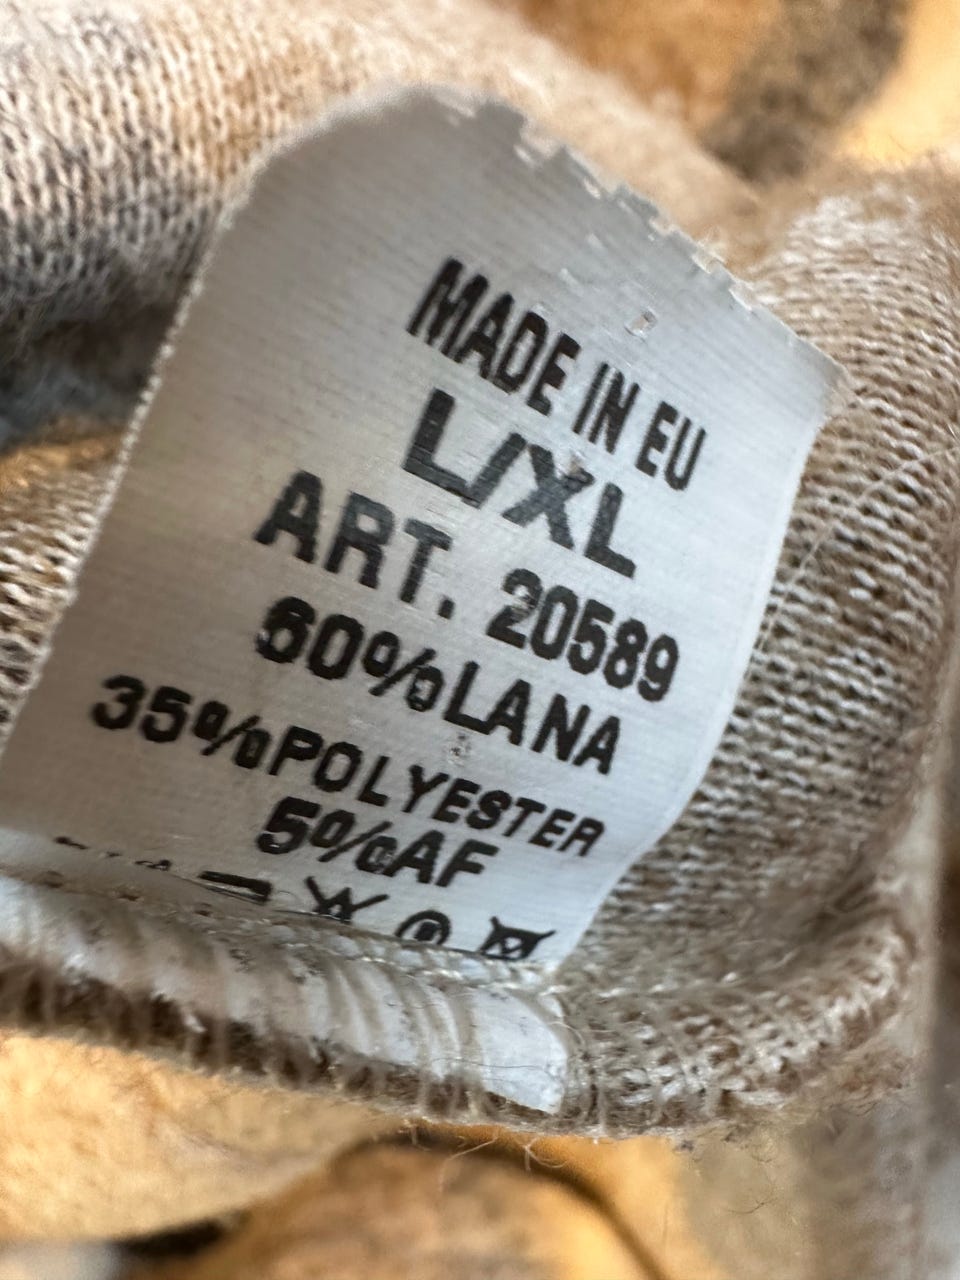 MADE IN EU
L/XL
ART. 20589
60%LANA
35%POLYESTER
5%AF